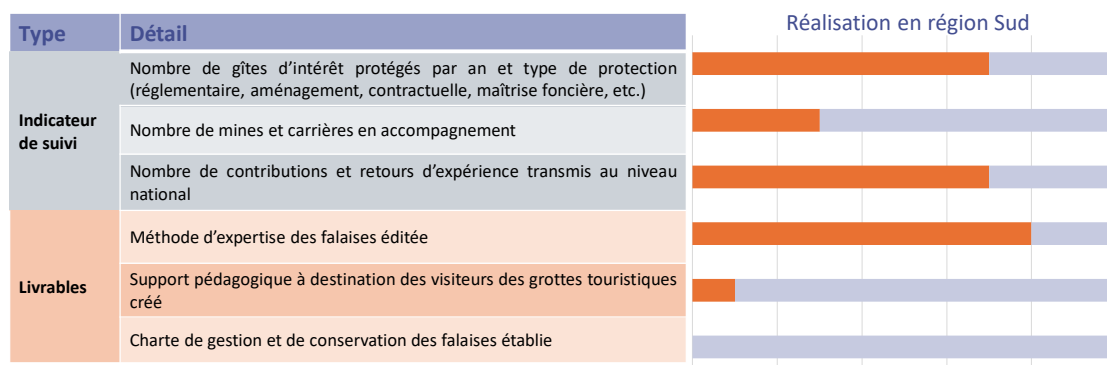 Réalisation en région Sud
Type Détail
Nombre de gîtes d'intérêt protégés par an et type de protection
(réglementaire, aménagement, contractuelle, maîtrise foncière, etc.)
Indicateur
de suivi
Nombre de mines et carrières en accompagnement
Nombre de contributions et retours d'expérience transmis au niveau
national
Livrables
Méthode d'expertise des falaises éditée
Support pédagogique à destination des visiteurs des grottes touristiques
créé
Charte de gestion et de conservation des falaises établie